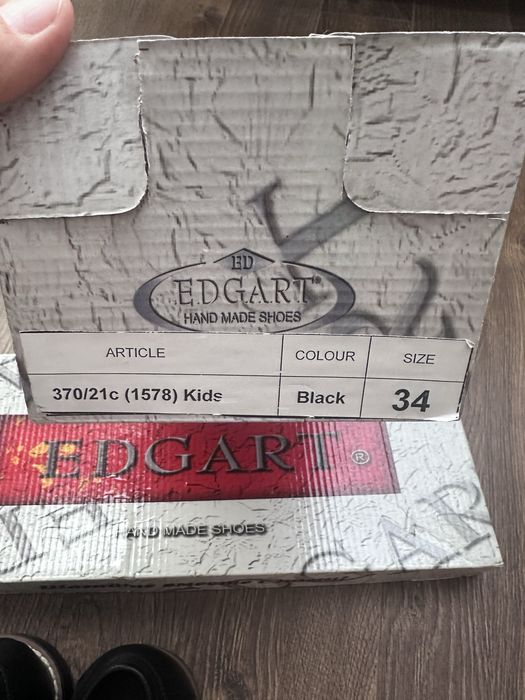 ED
EDGART®
HAND MADE SHOES
ARTICLE COLOUR SIZE
370/21c (1578) Kids Black 34
EDGART®
HAND MADE SHOES